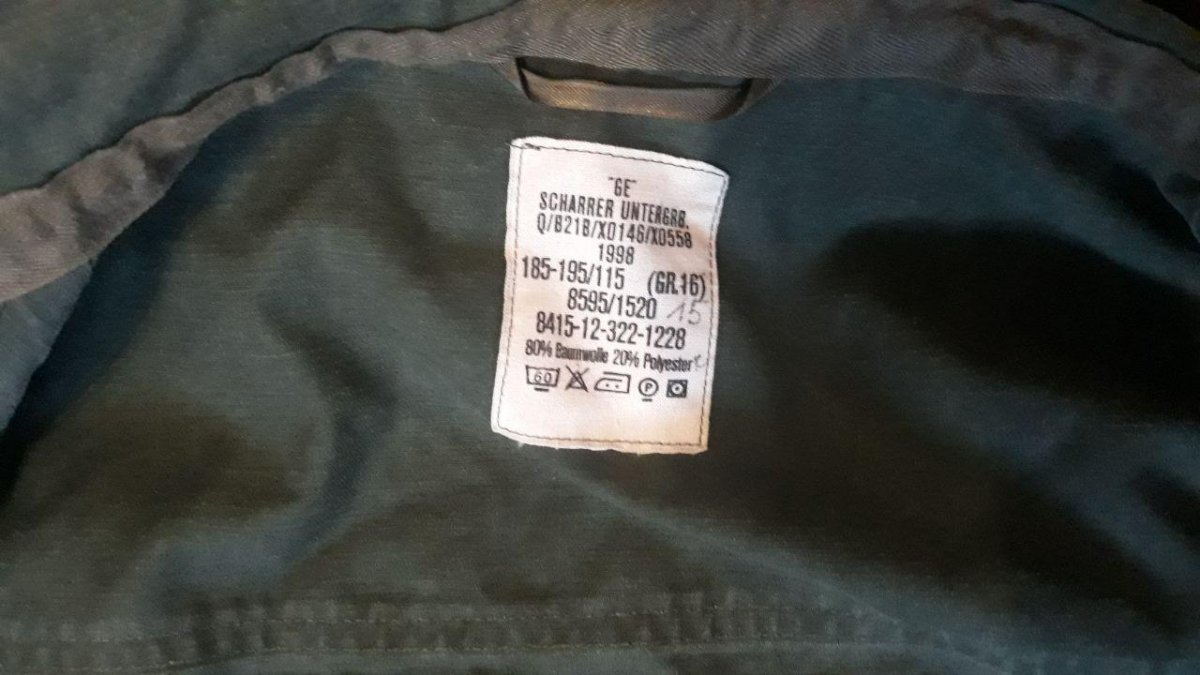 "GE"
SCHARRER UNTERGRB.
Q/B21B/X0146/X0558
1998
185-195/115 (GR.16)
8595/1520 15
8415-12-322-1228
80% Baumwolle 20% Polyester
60 P